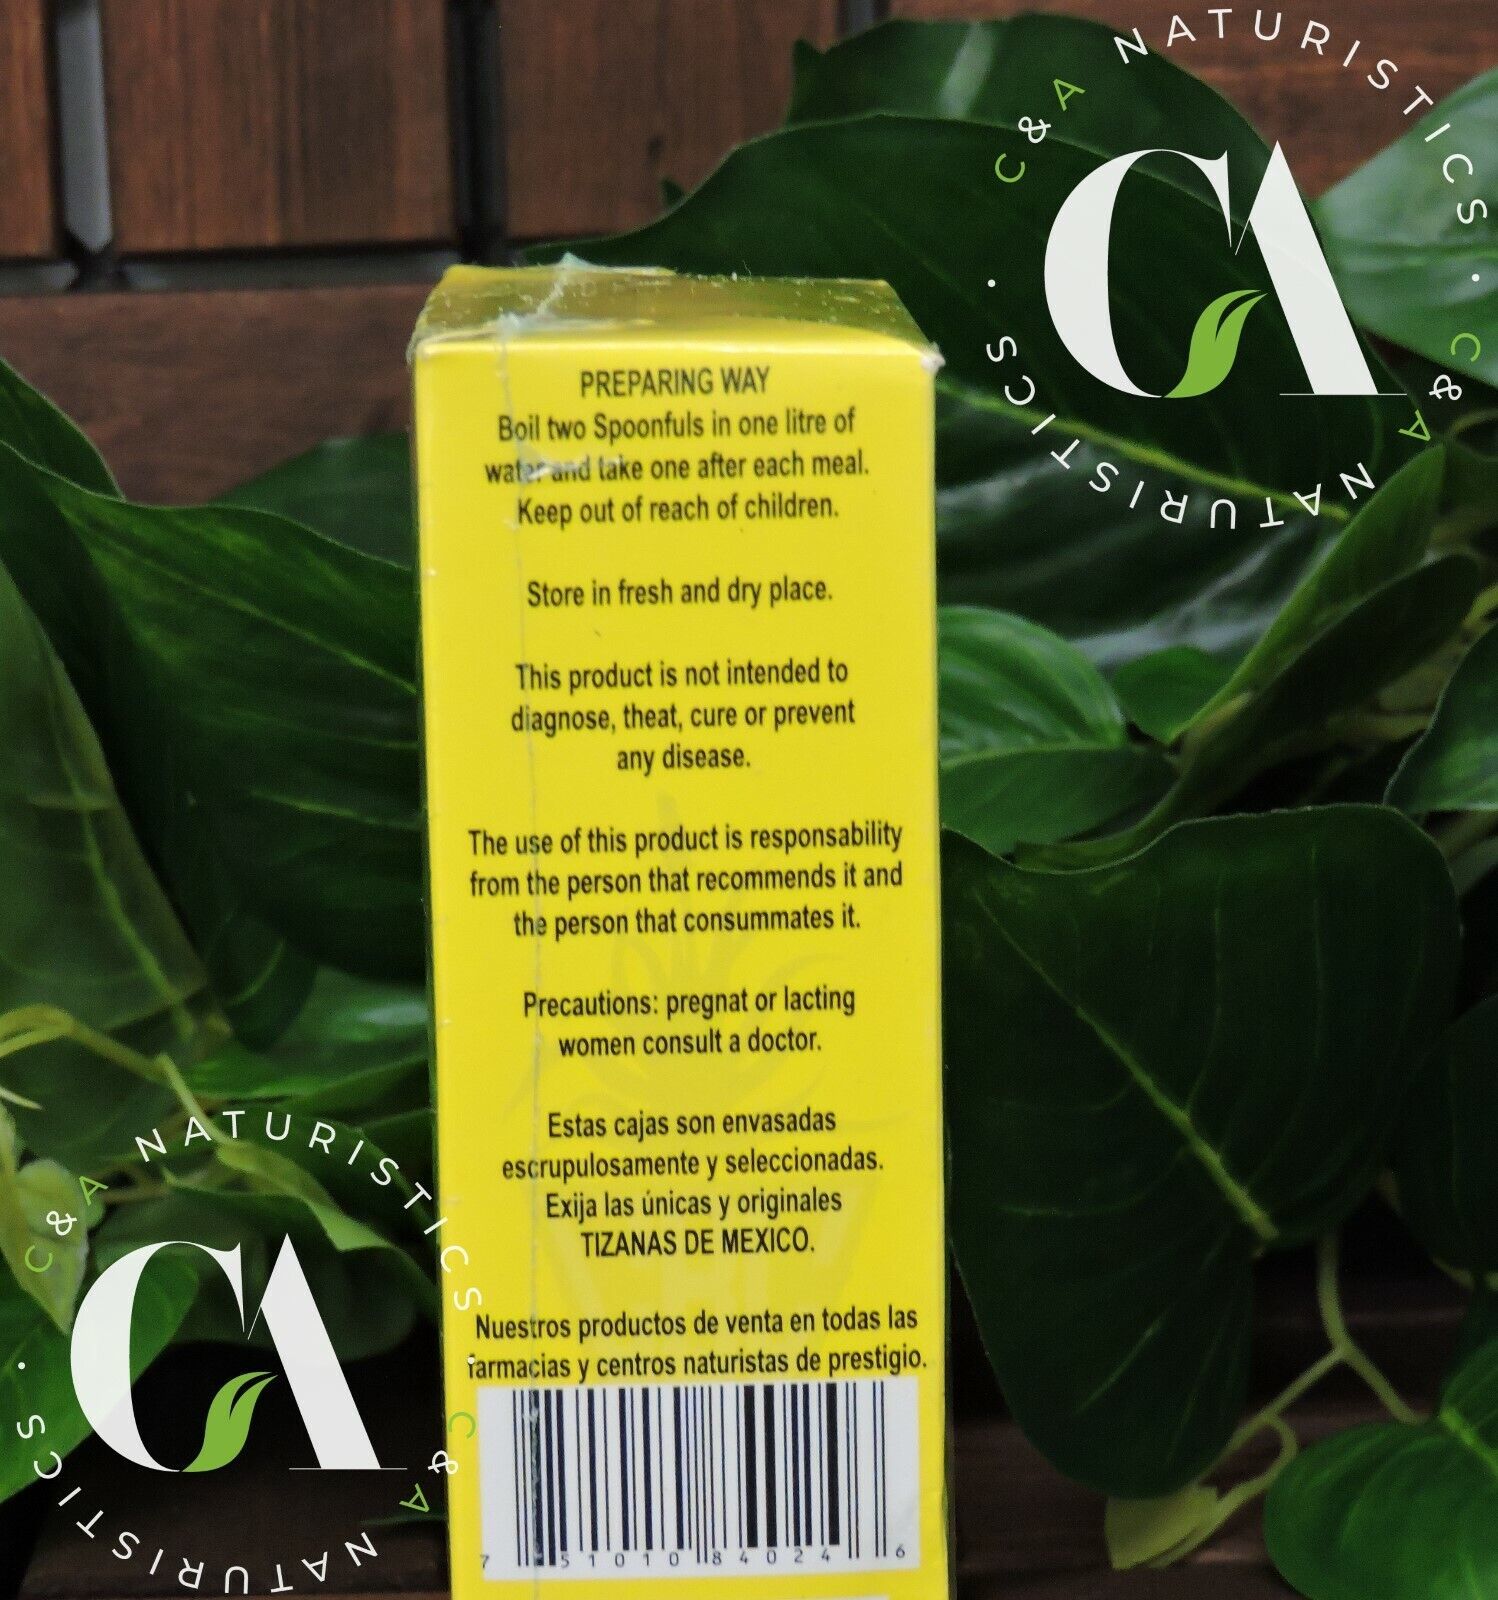 C & A NATURISTICS · C & A NATURISTICS ·
CA
PREPARING WAY
Boil two Spoonfuls in one litre of
water and take one after each meal.
Keep out of reach of children.
Store in fresh and dry place.
This product is not intended to
diagnose, theat, cure or prevent
any disease.
The use of this product is responsability
from the person that recommends it and
the person that consummates it.
Precautions: pregnat or lacting
women consult a doctor.
Estas cajas son envasadas
escrupulosamente y seleccionadas.
Exija las únicas y originales
TIZANAS DE MEXICO.
Nuestros productos de venta en todas las
farmacias y centros naturistas de prestigio.
7 51010 84024 6
C & A NATURISTICS · C & A NATURISTICS ·
CA